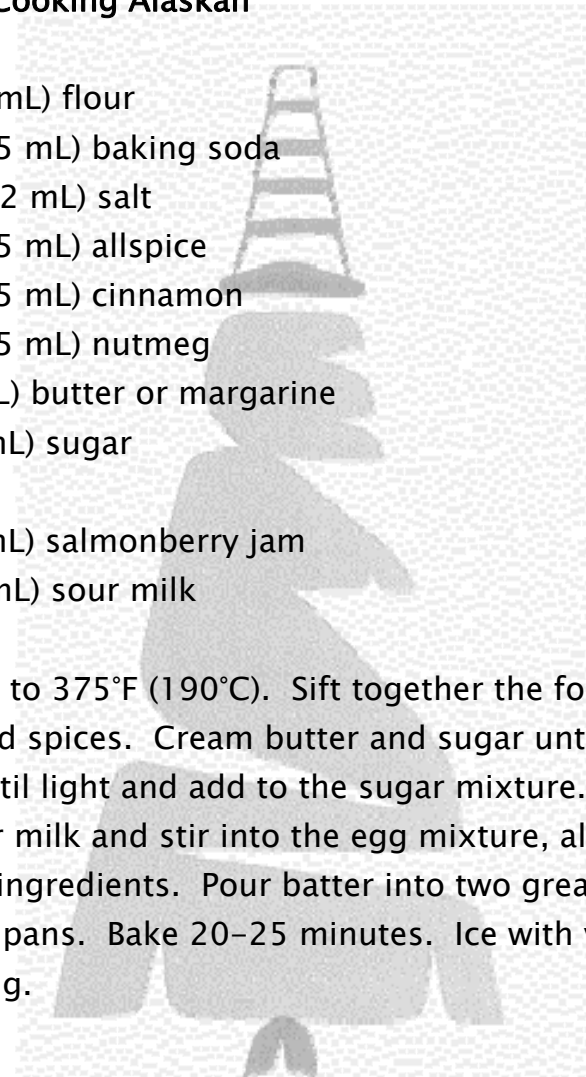 Cooking Alaskan
mL) flour
5 mL) baking soda
2 mL) salt
5 mL) allspice
5 mL) cinnamon
5 mL) nutmeg
L) butter or margarine
mL) sugar
mL) salmonberry jam
mL) sour milk
to 375°F (190°C). Sift together the fo
d spices. Cream butter and sugar unt
til light and add to the sugar mixture.
r milk and stir into the egg mixture, al
ingredients. Pour batter into two grea
pans. Bake 20–25 minutes. Ice with
g.